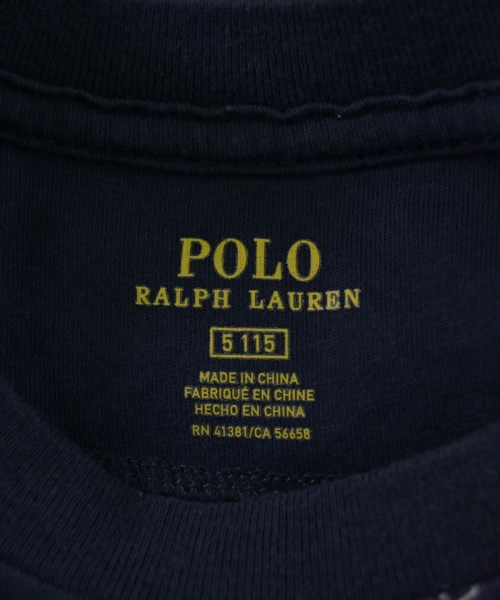 POLO
RALPH LAUREN
5 115
MADE IN CHINA
FABRIQUÉ EN CHINE
HECHO EN CHINA
RN 41381/CA 56658